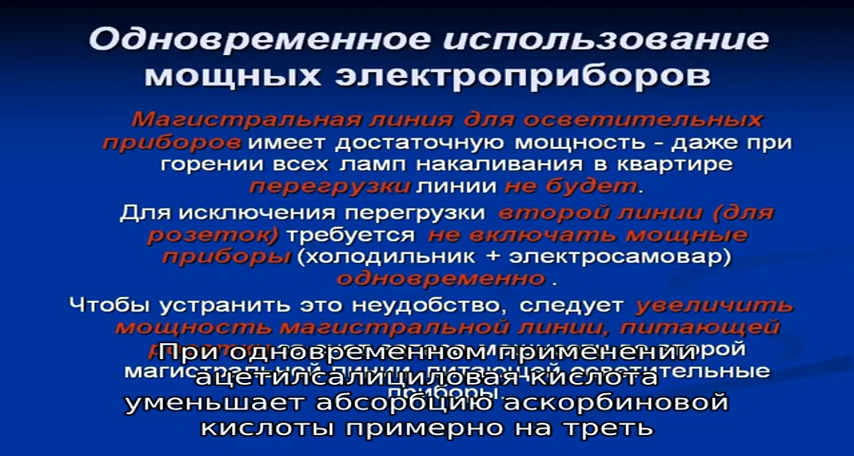 Одновременное использование
мощных электроприборов
Магистральная линия для осветительных
приборов имеет достаточную мощность - даже при
горении всех ламп накаливания в квартире
перегрузки линии не будет.
Для исключения перегрузки второй линии (для
розеток) требуется не включать мощные
приборы (холодильник + электросамовар)
одновременно .
Чтобы устранить это неудобство, следует увеличить
мощность магистральной линии, питающей
второй
магистральной линии, питающей осветительные
приборы.
При одновременном применении
ацетилсалициловая кислота
уменьшает абсорбцию аскорбиновой
кислоты примерно на треть